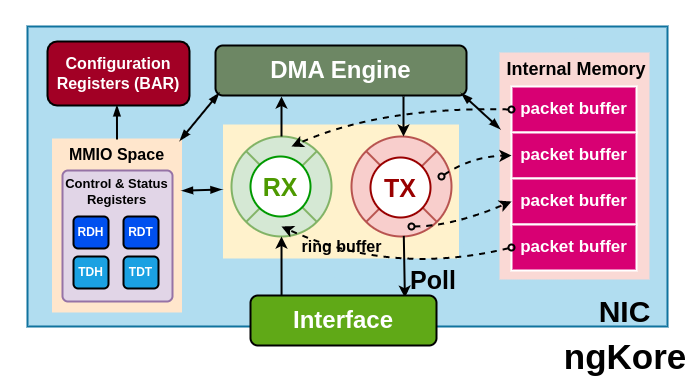 Configuration
Registers (BAR)
DMA Engine
Internal Memory
packet buffer
packet buffer
packet buffer
packet buffer
MMIO Space
Control & Status
Registers
RDH
RDT
TDH
TDT
RX
TX
ring buffer
Poll
Interface
NIC
ngKore